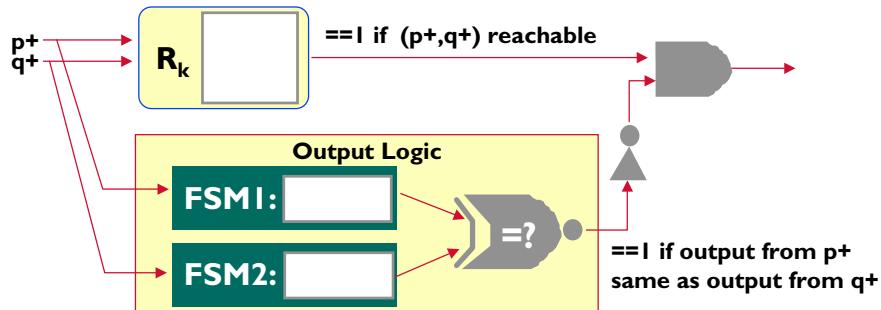 p+
q+
Rk
==1 if (p+,q+) reachable
Output Logic
FSM1:
FSM2:
=?
==1 if output from p+
same as output from q+